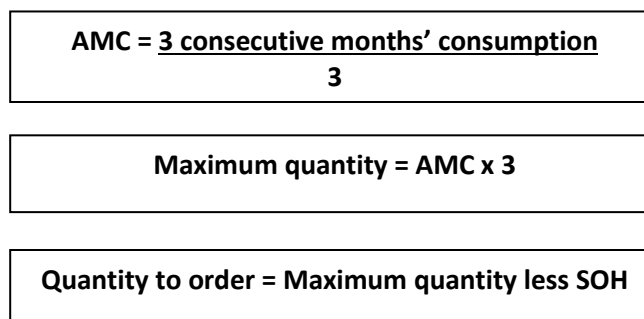 AMC = 3 consecutive months’ consumption
3
Maximum quantity = AMC x 3
Quantity to order = Maximum quantity less SOH